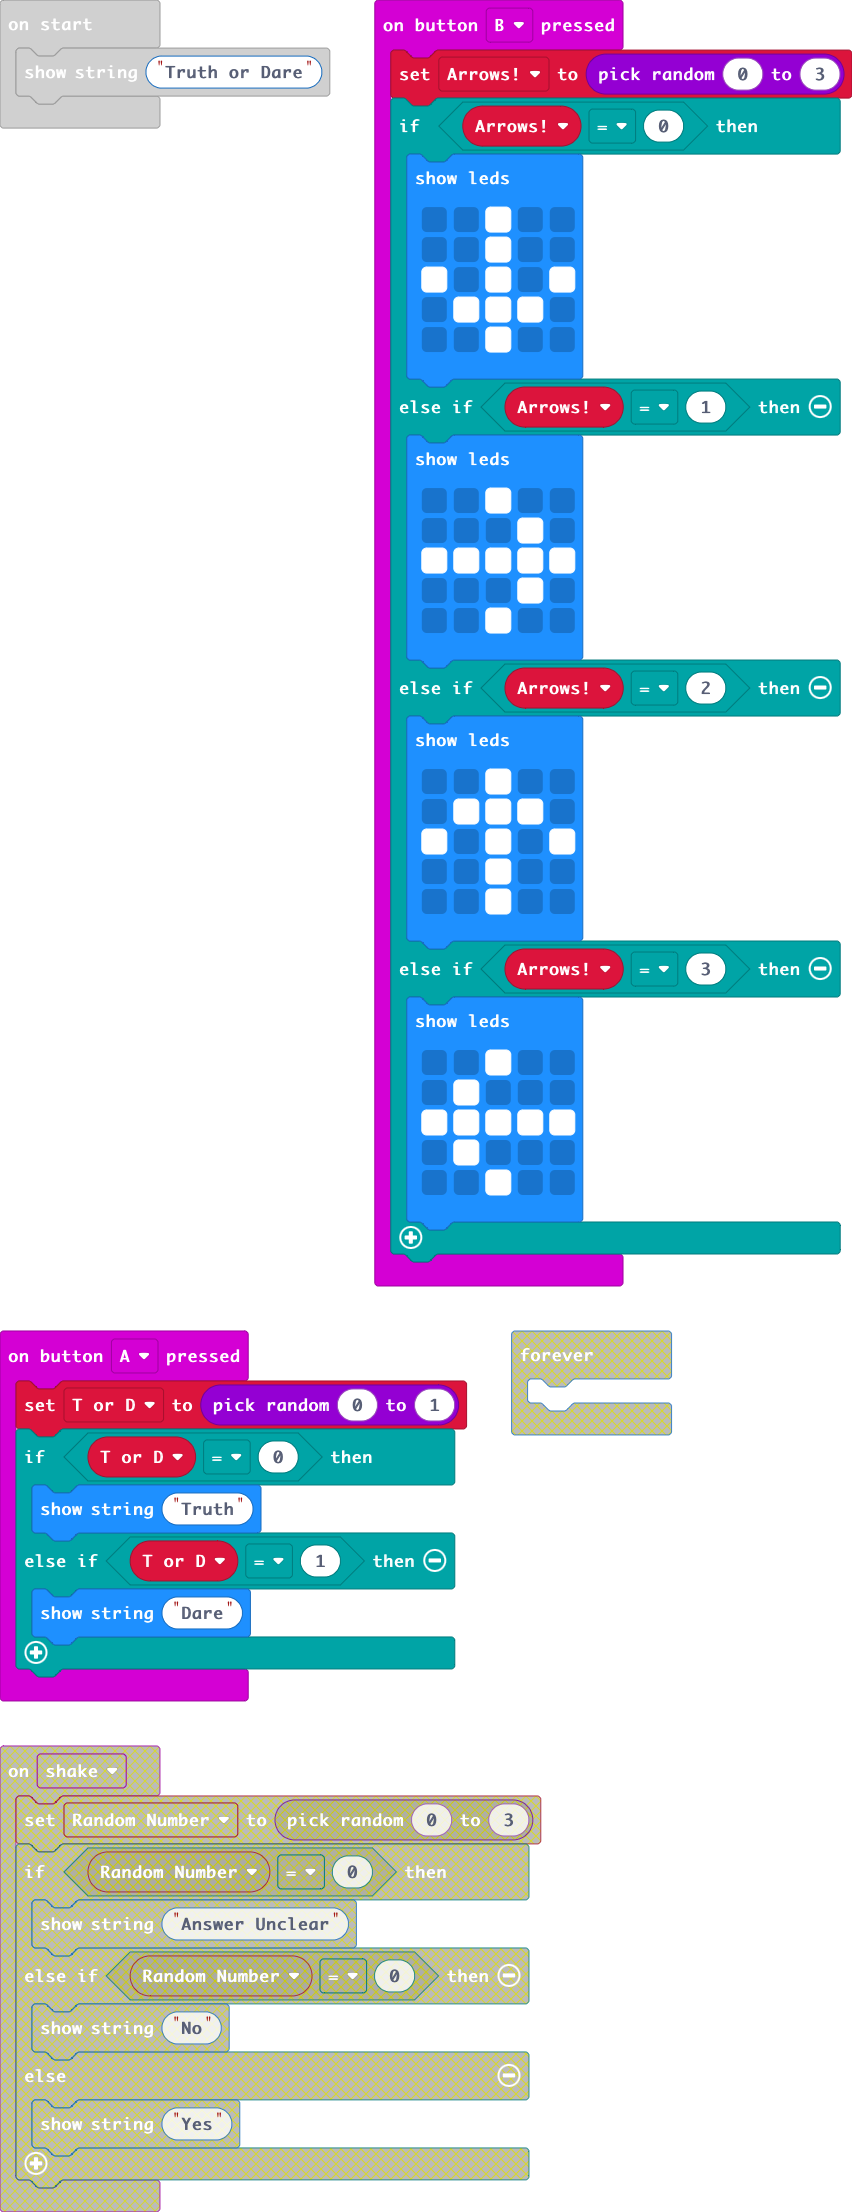 on start
show string "Truth or Dare"
on button B pressed
set Arrows! to pick random 0 to 3
if Arrows! = 0 then
show leds
else if Arrows! = 1 then
show leds
else if Arrows! = 2 then
show leds
else if Arrows! = 3 then
show leds
on button A pressed
set T or D to pick random 0 to 1
if T or D = 0 then
show string "Truth"
else if T or D = 1 then
show string "Dare"
forever
on shake
set Random Number to pick random 0 to 3
if Random Number = 0 then
show string "Answer Unclear"
else if Random Number = 0 then
show string "No"
else
show string "Yes"